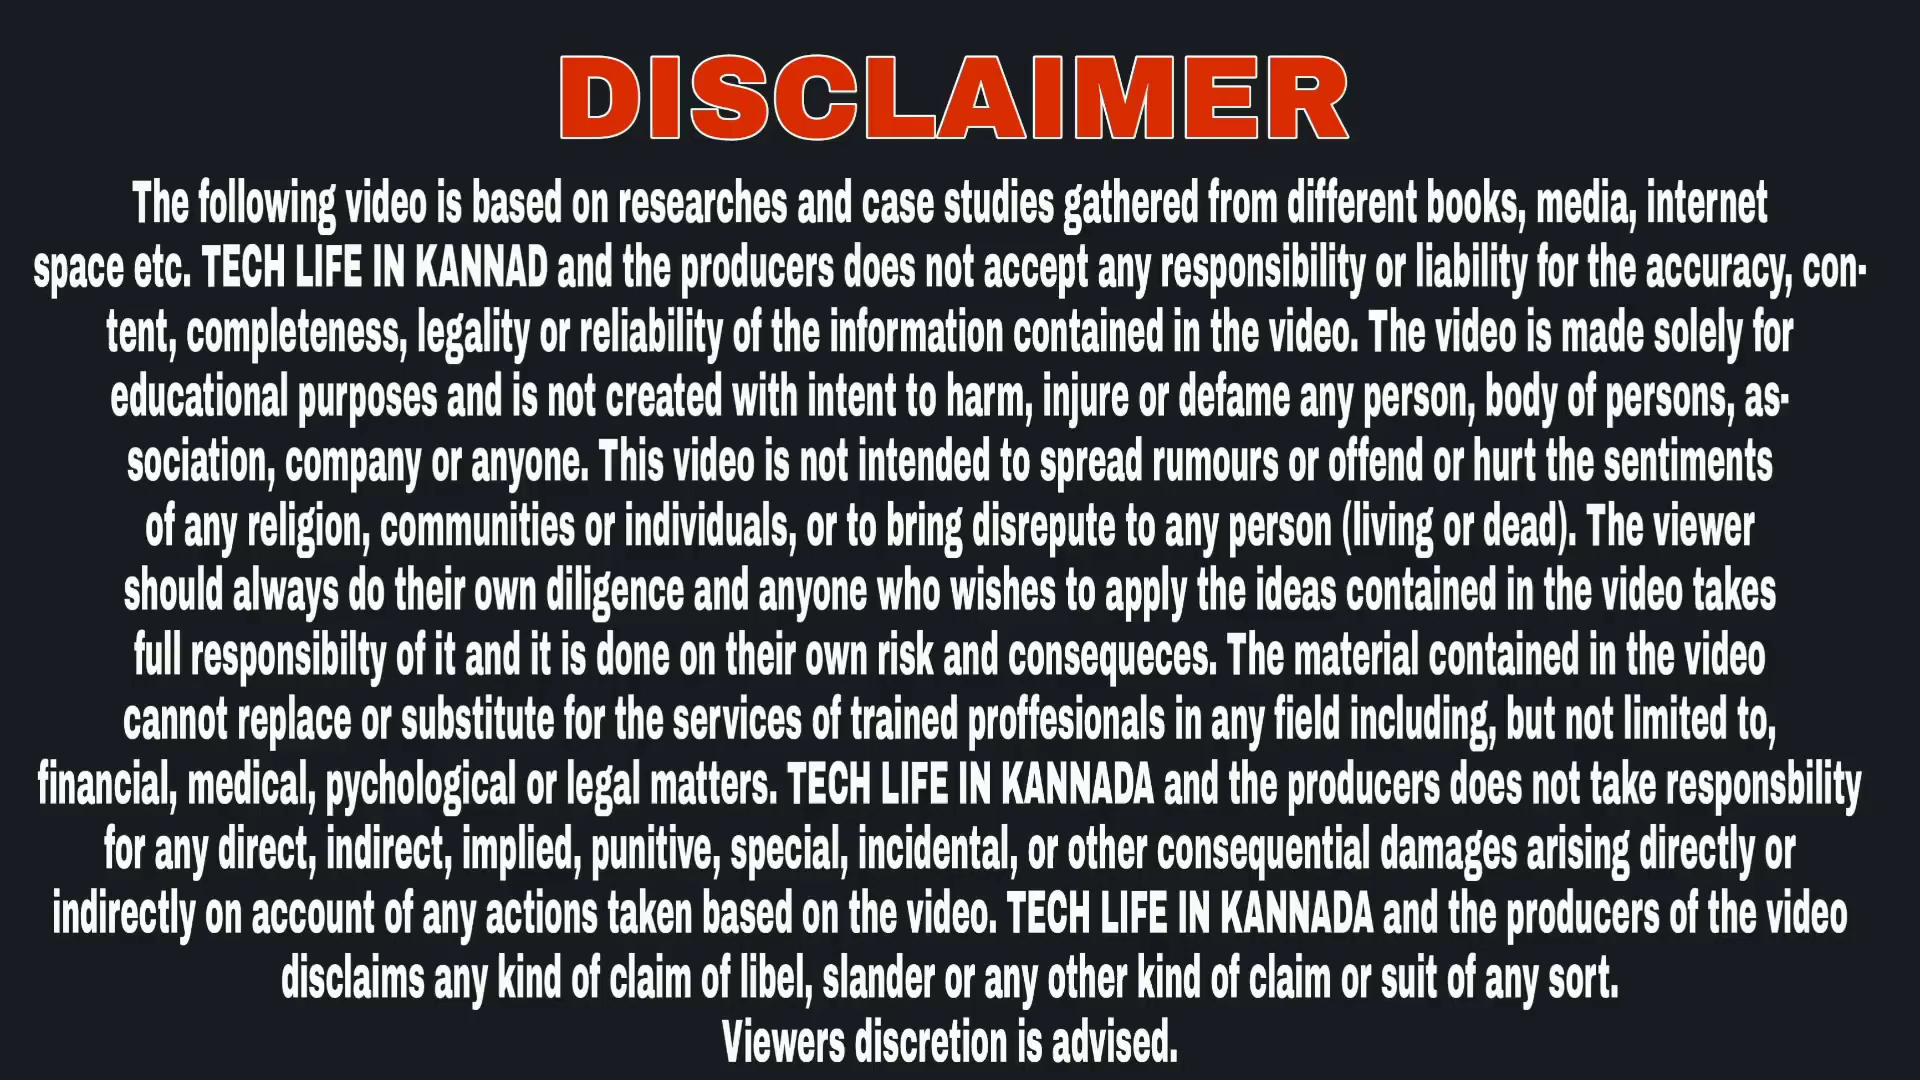 DISCLAIMER
The following video is based on researches and case studies gathered from different books, media, internet
space etc. TECH LIFE IN KANNAD and the producers does not accept any responsibility or liability for the accuracy, con-
tent, completeness, legality or reliability of the information contained in the video. The video is made solely for
educational purposes and is not created with intent to harm, injure or defame any person, body of persons, as-
sociation, company or anyone. This video is not intended to spread rumours or offend or hurt the sentiments
of any religion, communities or individuals, or to bring disrepute to any person (living or dead). The viewer
should always do their own diligence and anyone who wishes to apply the ideas contained in the video takes
full responsibilty of it and it is done on their own risk and consequeces. The material contained in the video
cannot replace or substitute for the services of trained proffesionals in any field including, but not limited to,
financial, medical, pychological or legal matters. TECH LIFE IN KANNADA and the producers does not take responsbility
for any direct, indirect, implied, punitive, special, incidental, or other consequential damages arising directly or
indirectly on account of any actions taken based on the video. TECH LIFE IN KANNADA and the producers of the video
disclaims any kind of claim of libel, slander or any other kind of claim or suit of any sort.
Viewers discretion is advised.